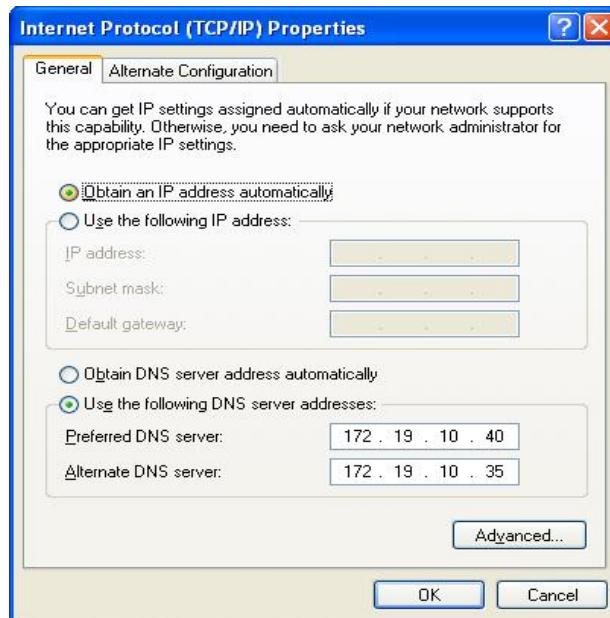 Internet Protocol (TCP/IP) Properties
General Alternate Configuration
You can get IP settings assigned automatically if your network supports
this capability. Otherwise, you need to ask your network administrator for
the appropriate IP settings.
Obtain an IP address automatically
Use the following IP address:
IP address:
Subnet mask:
Default gateway:
Obtain DNS server address automatically
Use the following DNS server addresses:
Preferred DNS server: 172 . 19 . 10 . 40
Alternate DNS server: 172 . 19 . 10 . 35
Advanced...
OK Cancel